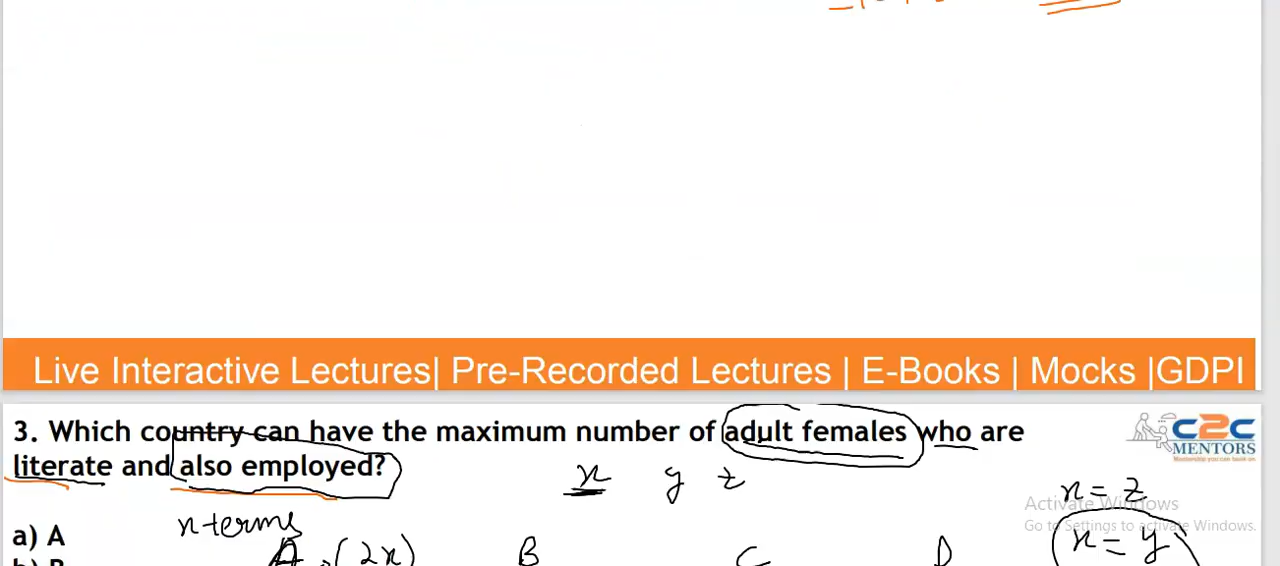 Live Interactive Lectures| Pre-Recorded Lectures | E-Books | Mocks |GDPI
3. Which country can have the maximum number of adult females who are
literate and also employed?
C2C
MENTORS
x y z
x = z
Activate Windows
Go to Settings to activate Windows.
x-terms
a) A
A (2x) B C D
x = y